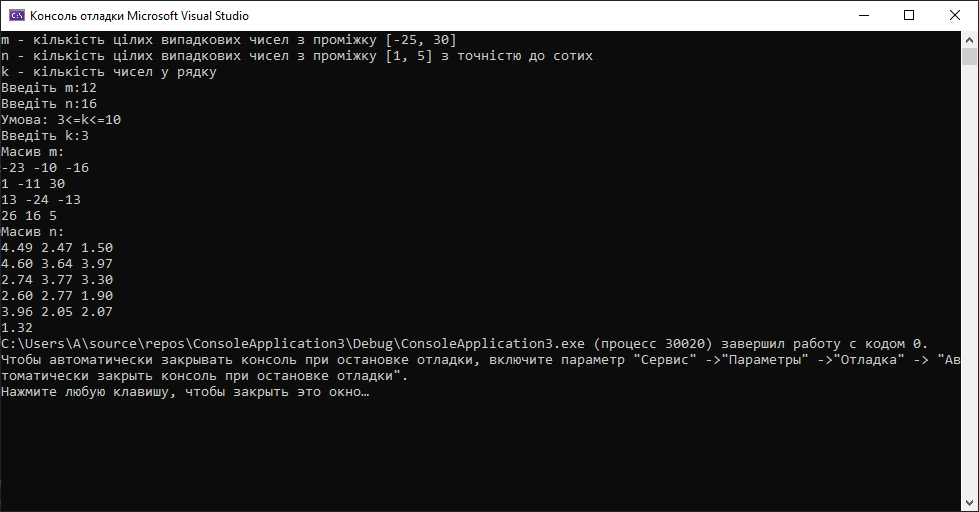 Консоль отладки Microsoft Visual Studio
m - кількість цілих випадкових чисел з проміжку [-25, 30]
n - кількість цілих випадкових чисел з проміжку [1, 5] з точністю до сотих
k - кількість чисел у рядку
Введіть m:12
Введіть n:16
Умова: 3<=k<=10
Введіть k:3
Масив m:
-23 -10 -16
1 -11 30
13 -24 -13
26 16 5
Масив n:
4.49 2.47 1.50
4.60 3.64 3.97
2.74 3.77 3.30
2.60 2.77 1.90
3.96 2.05 2.07
1.32
C:\Users\A\source\repos\ConsoleApplication3\Debug\ConsoleApplication3.exe (процесс 30020) завершил работу с кодом 0.
Чтобы автоматически закрывать консоль при остановке отладки, включите параметр "Сервис" ->"Параметры" ->"Отладка" -> "Ав
томатически закрыть консоль при остановке отладки".
Нажмите любую клавишу, чтобы закрыть это окно…